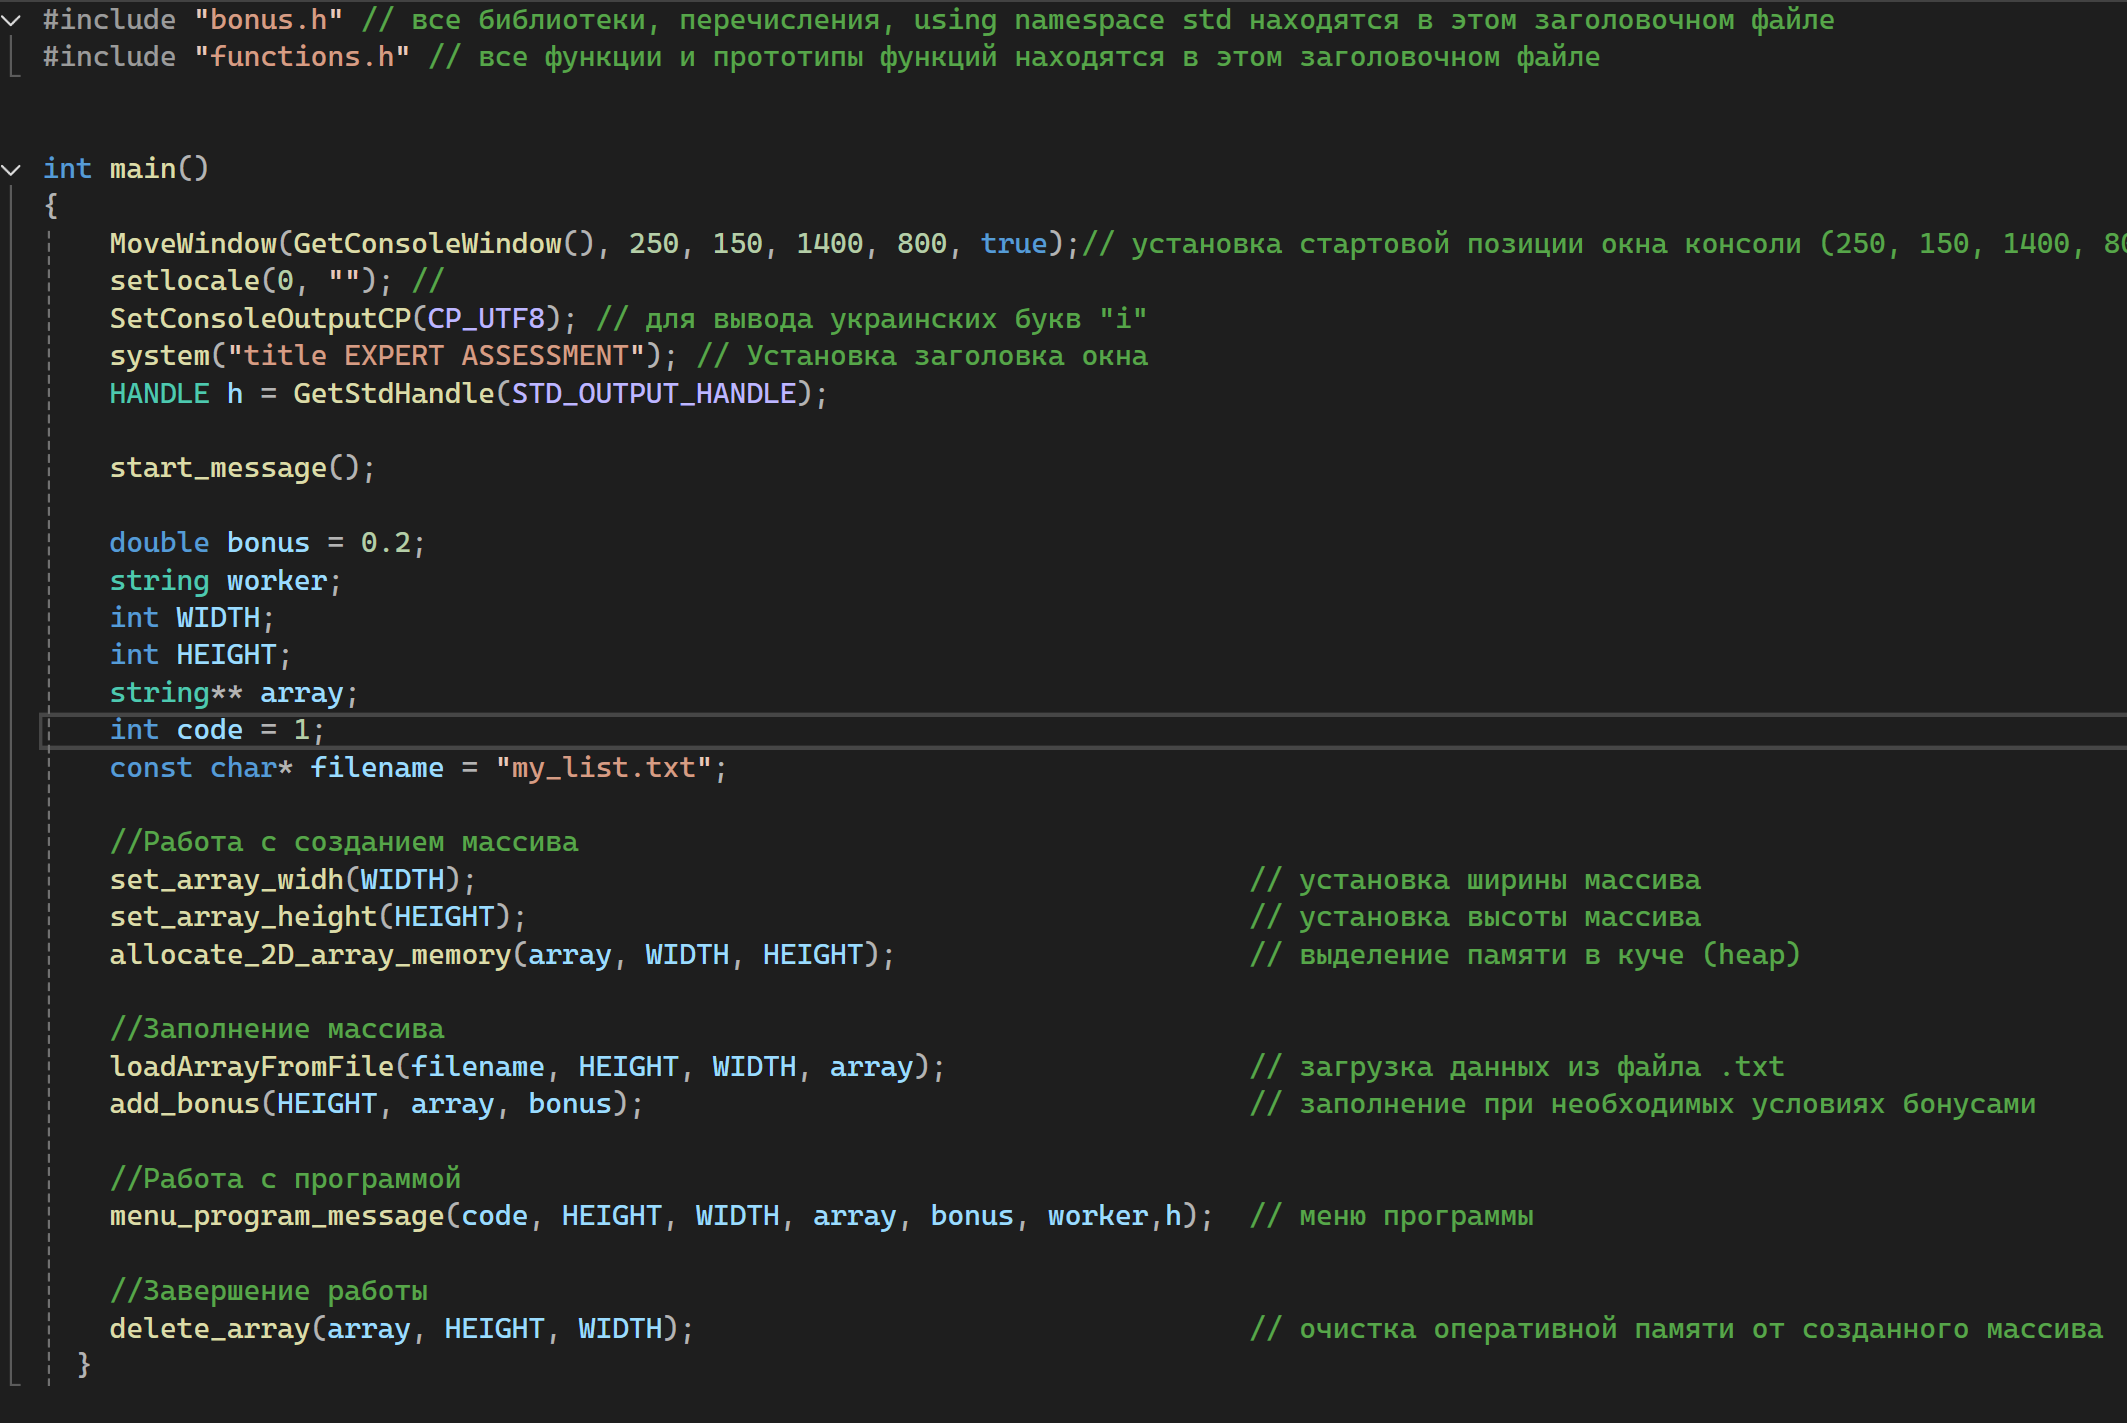 #include "bonus.h" // все библиотеки, перечисления, using namespace std находятся в этом заголовочном файле
#include "functions.h" // все функции и прототипы функций находятся в этом заголовочном файле
int main()
{
MoveWindow(GetConsoleWindow(), 250, 150, 1400, 800, true);// установка стартовой позиции окна консоли (250, 150, 1400, 80
setlocale(0, ""); //
SetConsoleOutputCP(CP_UTF8); // для вывода украинских букв "i"
system("title EXPERT ASSESSMENT"); // Установка заголовка окна
HANDLE h = GetStdHandle(STD_OUTPUT_HANDLE);
start_message();
double bonus = 0.2;
string worker;
int WIDTH;
int HEIGHT;
string** array;
int code = 1;
const char* filename = "my_list.txt";
//Работа с созданием массива
set_array_widh(WIDTH); // установка ширины массива
set_array_height(HEIGHT); // установка высоты массива
allocate_2D_array_memory(array, WIDTH, HEIGHT); // выделение памяти в куче (heap)
//Заполнение массива
loadArrayFromFile(filename, HEIGHT, WIDTH, array); // загрузка данных из файла .txt
add_bonus(HEIGHT, array, bonus); // заполнение при необходимых условиях бонусами
//Работа с программой
menu_program_message(code, HEIGHT, WIDTH, array, bonus, worker,h); // меню программы
//Завершение работы
delete_array(array, HEIGHT, WIDTH); // очистка оперативной памяти от созданного массива
}